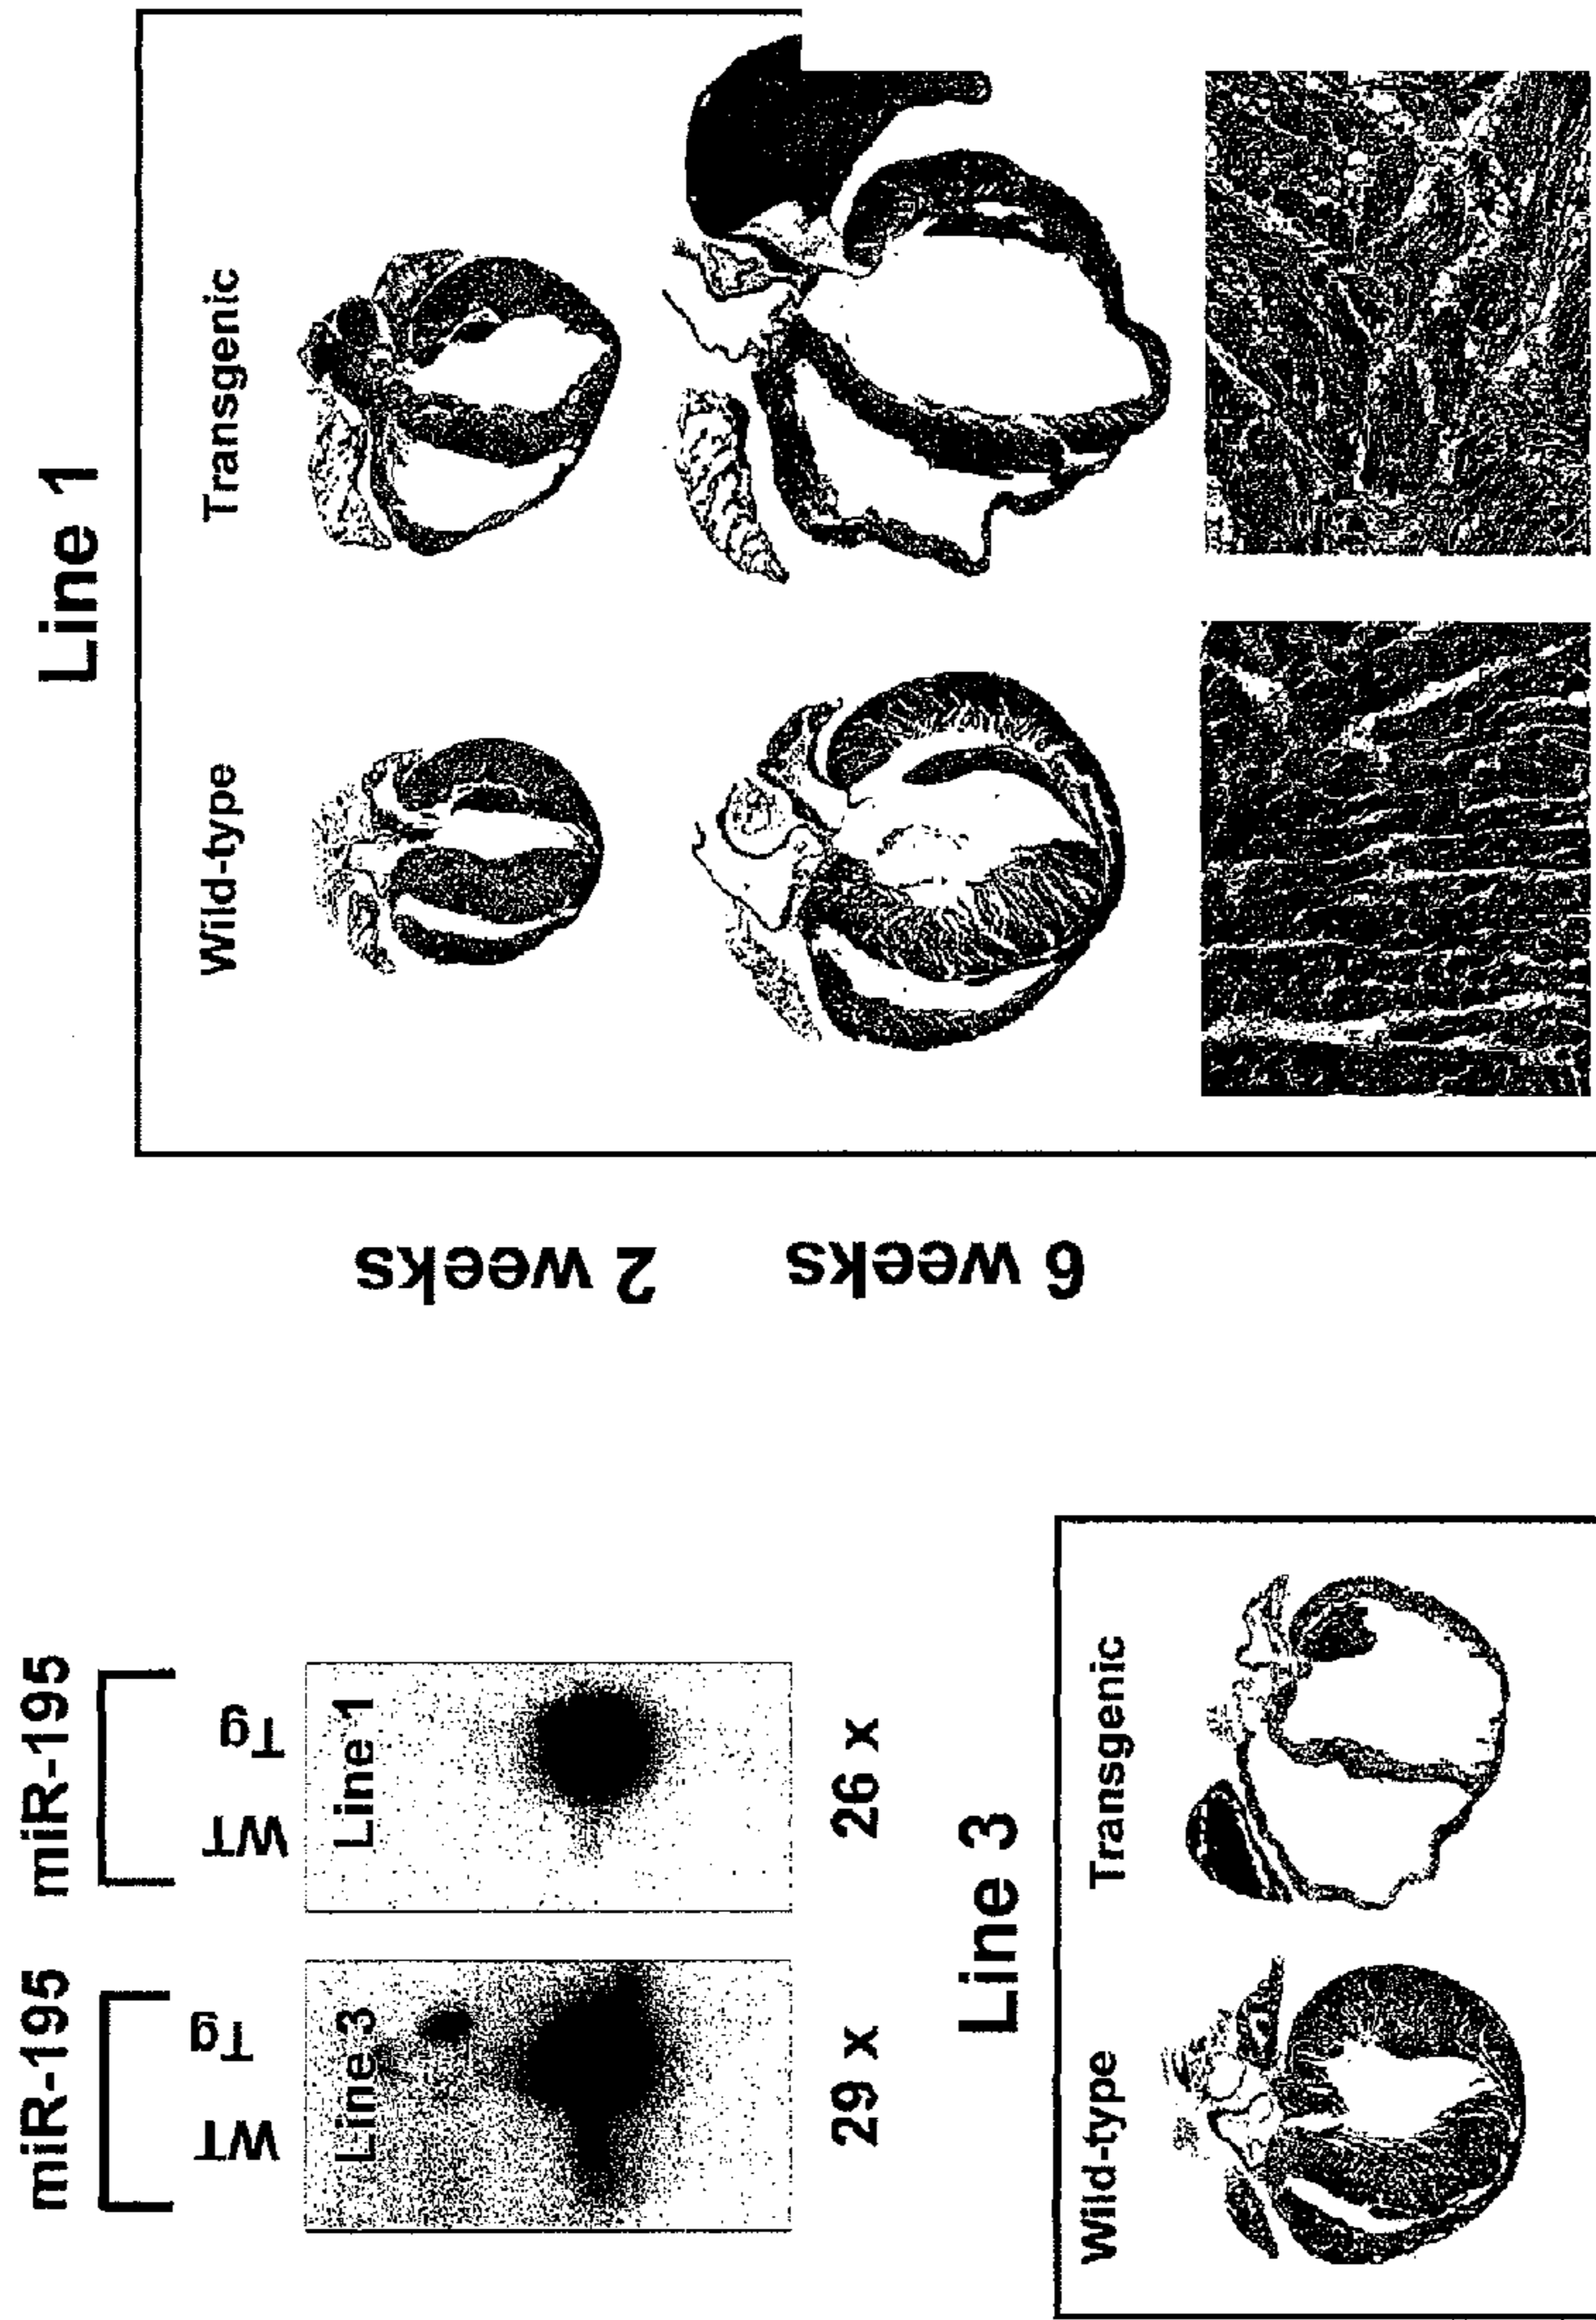 miR-195
miR-195
WT
Tg
WT
Tg
Line 3
Line 1
29 x
26 x
Line 3
Wild-type
Transgenic
Line 1
Wild-type
Transgenic
2 weeks
6 weeks